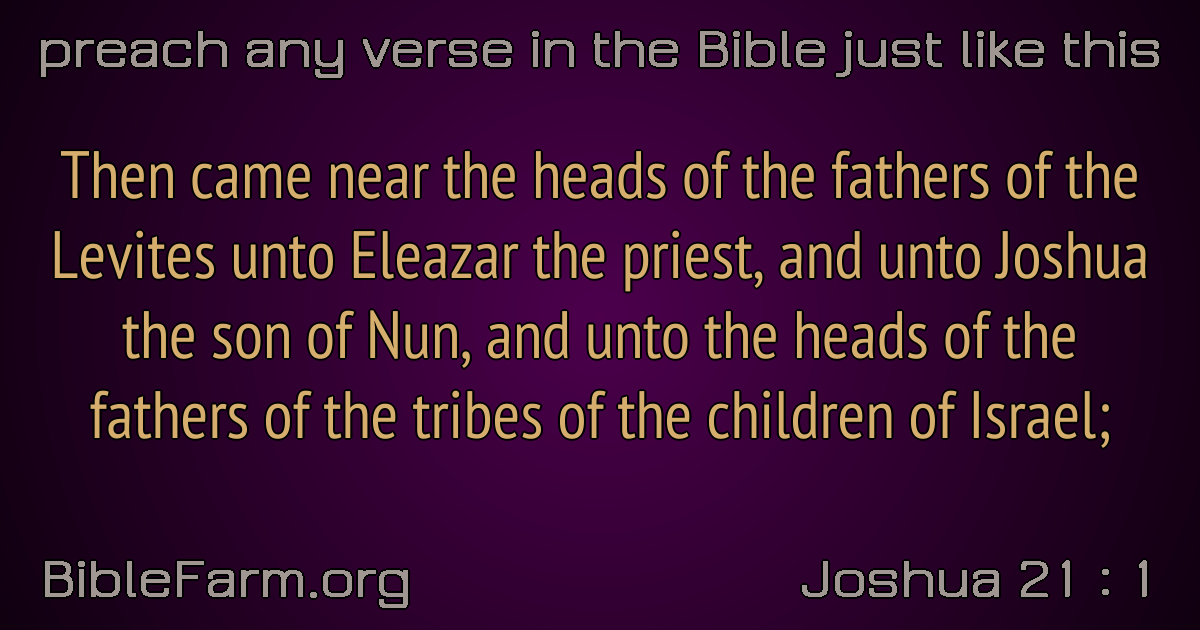 preach any verse in the Bible just like this
Then came near the heads of the fathers of the
Levites unto Eleazar the priest, and unto Joshua
the son of Nun, and unto the heads of the
fathers of the tribes of the children of Israel;
BibleFarm.org
Joshua 21 : 1